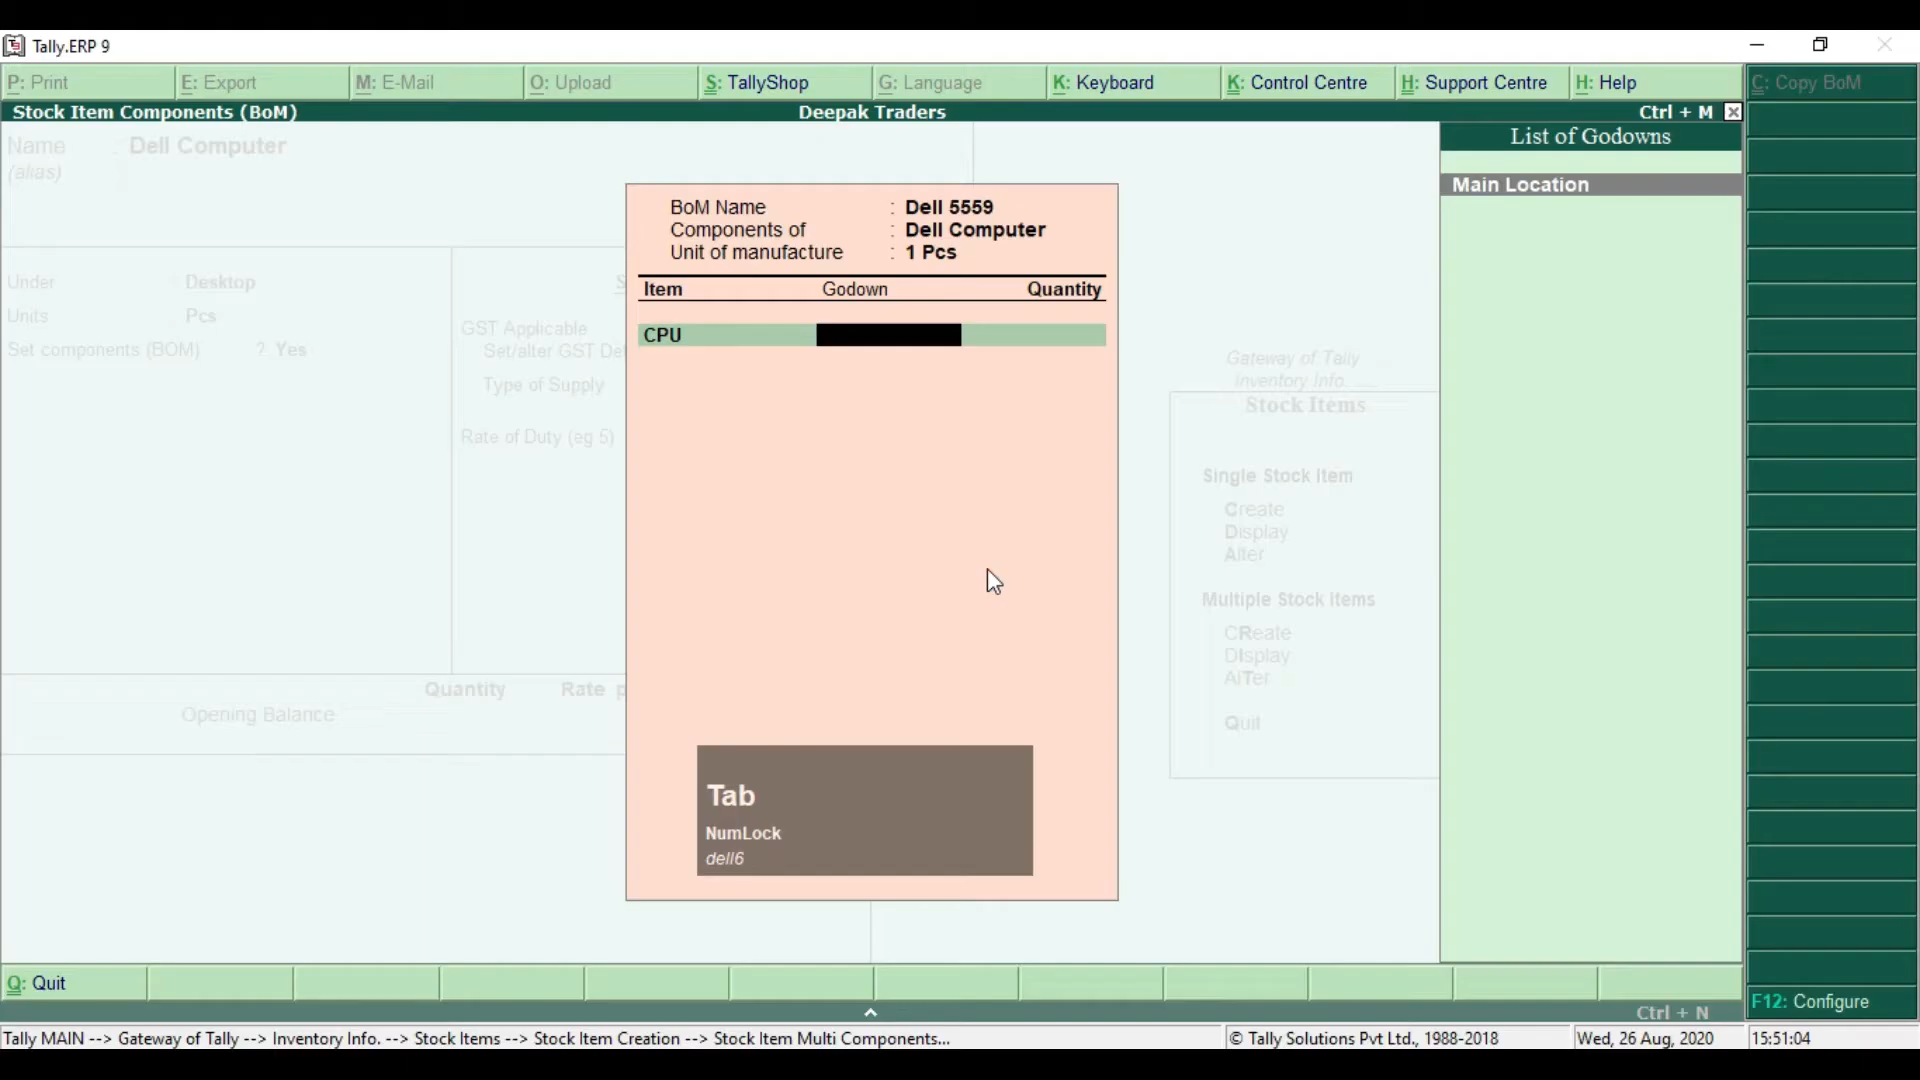 Tally.ERP 9
P: Print E: Export M: E-Mail O: Upload S: TallyShop G: Language K: Keyboard K: Control Centre H: Support Centre H: Help C: Copy BoM
Stock Item Components (BoM) Deepak Traders Ctrl + M
List of Godowns
Main Location
Name : Dell Computer
(alias)
Under : Desktop
Units : Pcs
Set components (BOM) ? Yes
GST Applicable
Set/alter GST De
Type of Supply
Rate of Duty (eg 5)
BoM Name : Dell 5559
Components of : Dell Computer
Unit of manufacture : 1 Pcs
Item Godown Quantity
CPU
Gateway of Tally
Inventory Info.
Stock Items
Single Stock Item
Create
Display
Alter
Multiple Stock Items
CReate
DIsplay
AlTer
Quit
Quantity Rate p
Opening Balance
Tab
NumLock
dell6
Q: Quit
F12: Configure
Ctrl + N
Tally MAIN --> Gateway of Tally --> Inventory Info. --> Stock Items --> Stock Item Creation --> Stock Item Multi Components... © Tally Solutions Pvt Ltd., 1988-2018 Wed, 26 Aug, 2020 15:51:04